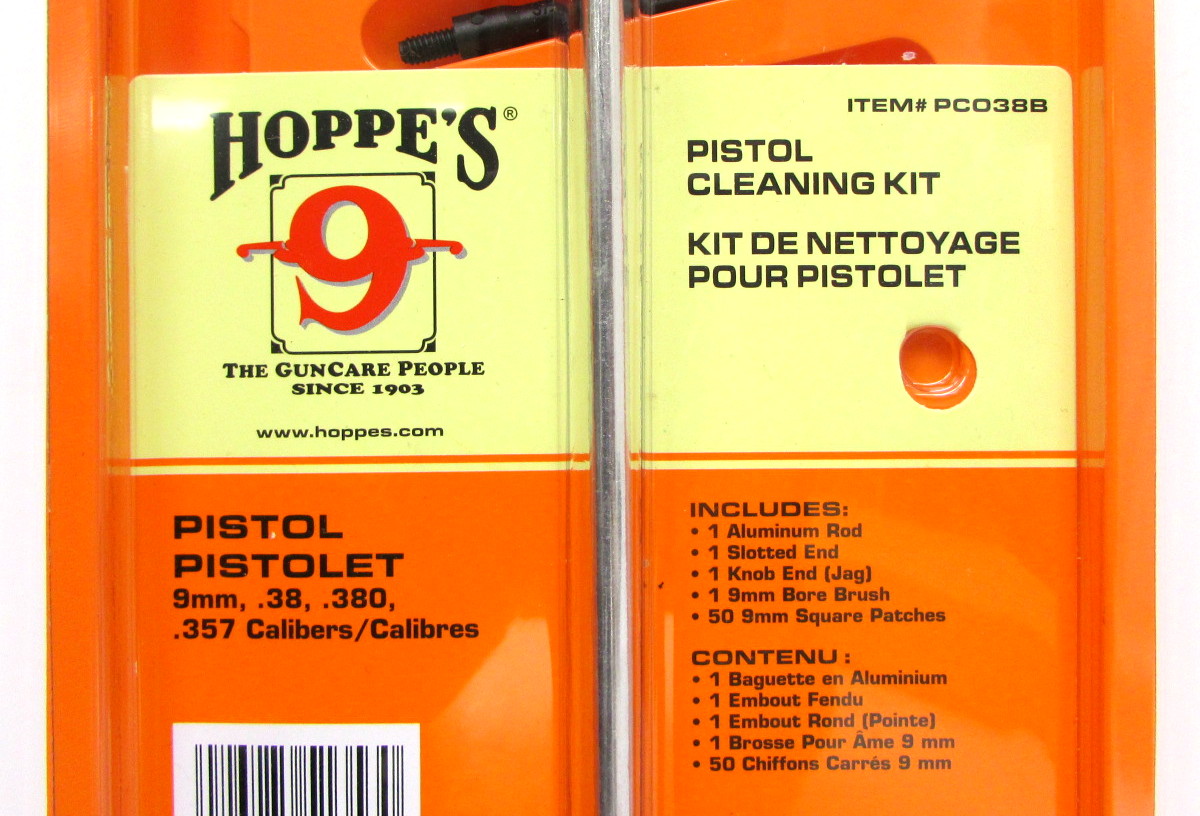 HOPPE'S®
9
THE GUNCARE PEOPLE
SINCE 1903
www.hoppes.com
PISTOL
PISTOLET
9mm, .38, .380,
.357 Calibers/Calibres
ITEM# PCO38B
PISTOL
CLEANING KIT
KIT DE NETTOYAGE
POUR PISTOLET
INCLUDES:
• 1 Aluminum Rod
• 1 Slotted End
• 1 Knob End (Jag)
• 1 9mm Bore Brush
• 50 9mm Square Patches
CONTENU :
• 1 Baguette en Aluminium
• 1 Embout Fendu
• 1 Embout Rond (Pointe)
• 1 Brosse Pour Âme 9 mm
• 50 Chiffons Carrés 9 mm